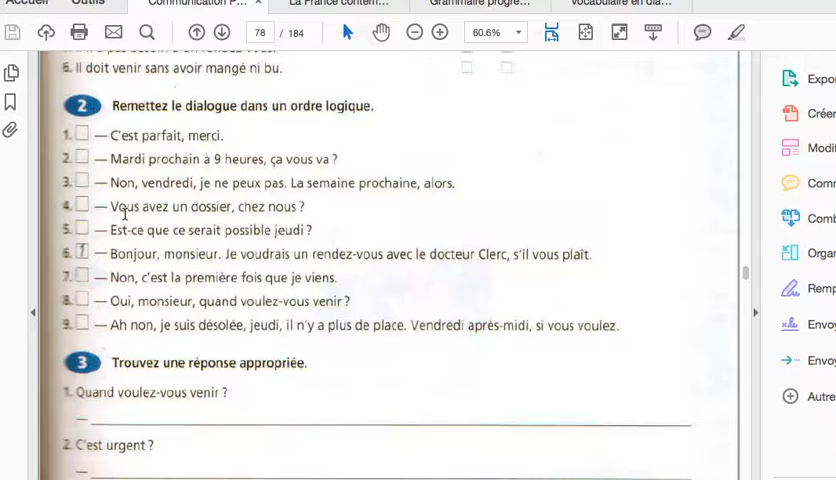 Accueil Outils Communication P... × La France contem... Grammaire progre... Vocabulaire en dia...
78 / 184 60.6%
6. Il doit venir sans avoir mangé ni bu.
2 Remettez le dialogue dans un ordre logique.
1. — C'est parfait, merci.
2. — Mardi prochain à 9 heures, ça vous va ?
3. — Non, vendredi, je ne peux pas. La semaine prochaine, alors.
4. — Vous avez un dossier, chez nous ?
5. — Est-ce que ce serait possible jeudi ?
6. 1 — Bonjour, monsieur. Je voudrais un rendez-vous avec le docteur Clerc, s'il vous plaît.
7. — Non, c'est la première fois que je viens.
8. — Oui, monsieur, quand voulez-vous venir ?
9. — Ah non, je suis désolée, jeudi, il n'y a plus de place. Vendredi après-midi, si vous voulez.
3 Trouvez une réponse appropriée.
1. Quand voulez-vous venir ?
—
2. C'est urgent ?
—
Expor
Créer
Modif
Comm
Comb
Organ
Remp
Envoy
Envoy
Autre